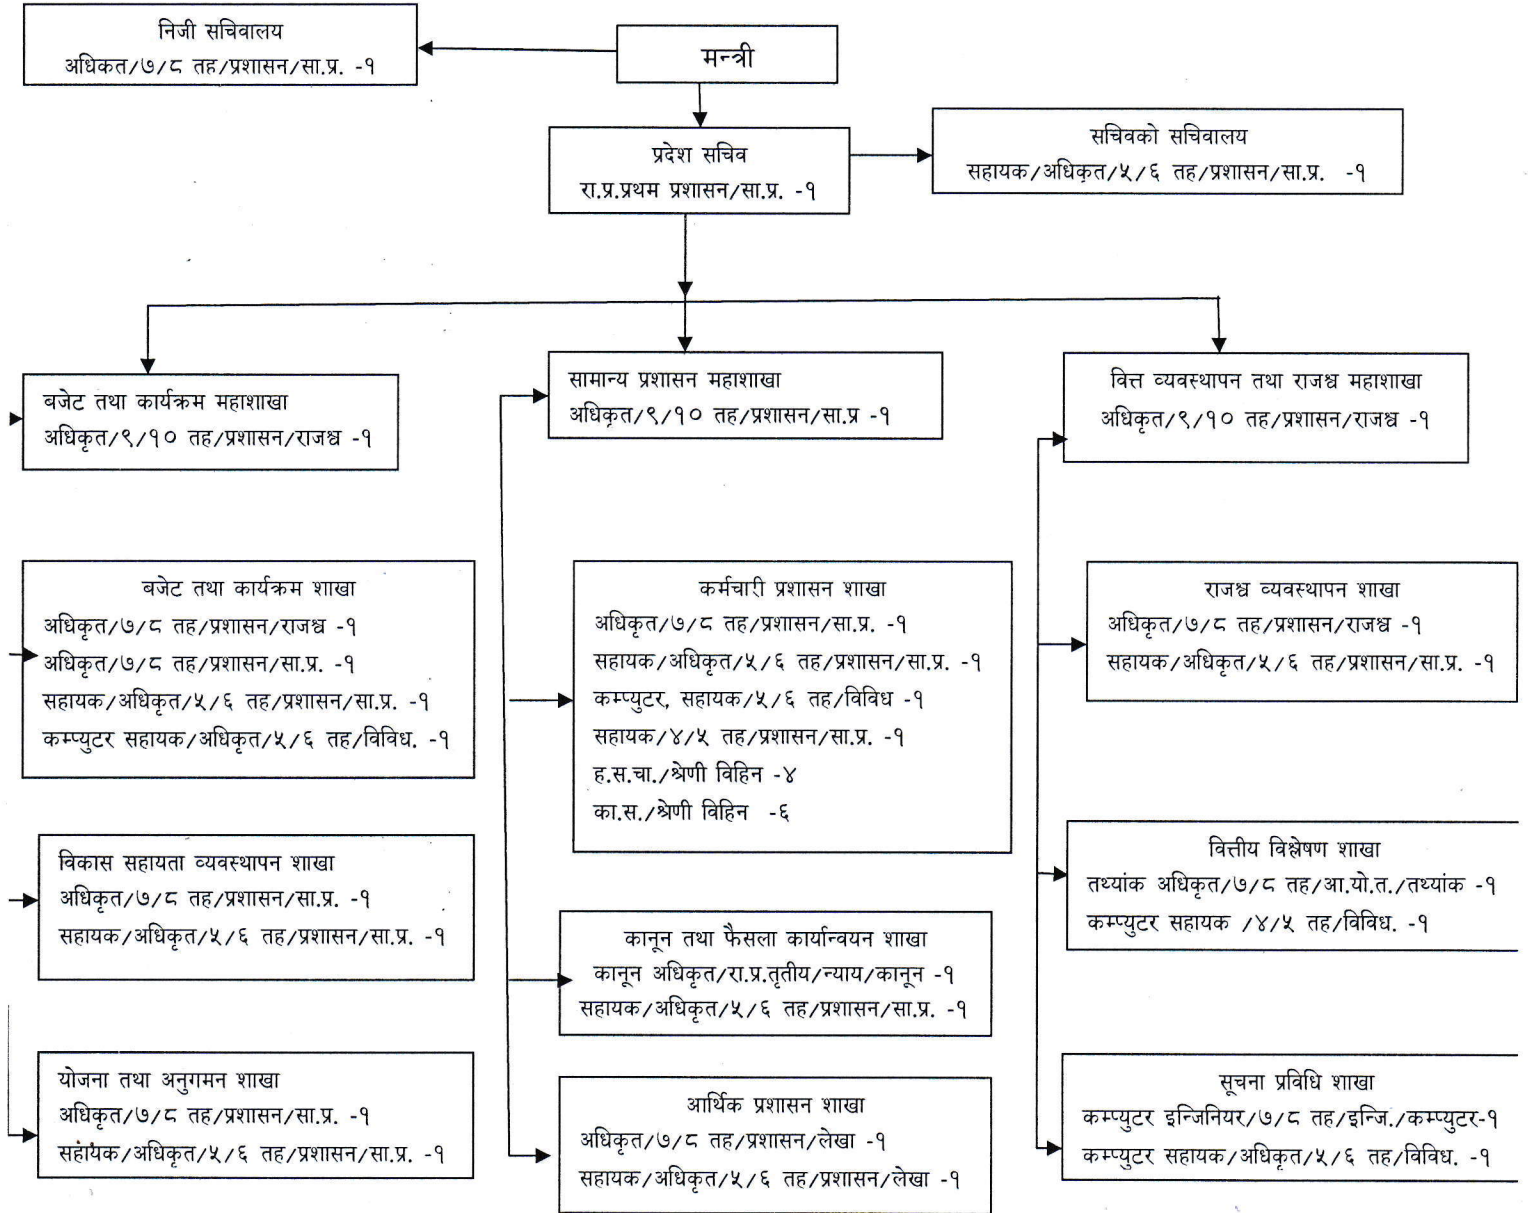 निजी सचिवालय
अधिकत/७/८ तह/प्रशासन/सा.प्र. -१
मन्त्री
प्रदेश सचिव
रा.प्र.प्रथम प्रशासन/सा.प्र. -१
सचिवको सचिवालय
सहायक/अधिकृत/५/६ तह/प्रशासन/सा.प्र. -१
बजेट तथा कार्यक्रम महाशाखा
अधिकृत/९/१० तह/प्रशासन/राजश्व -१
सामान्य प्रशासन महाशाखा
अधिकृत/९/१० तह/प्रशासन/सा.प्र -१
वित्त व्यवस्थापन तथा राजश्व महाशाखा
अधिकृत/९/१० तह/प्रशासन/राजश्व -१
बजेट तथा कार्यक्रम शाखा
अधिकृत/७/८ तह/प्रशासन/राजश्व -१
अधिकृत/७/८ तह/प्रशासन/सा.प्र. -१
सहायक/अधिकृत/५/६ तह/प्रशासन/सा.प्र. -१
कम्प्युटर सहायक/अधिकृत/५/६ तह/विविध. -१
कर्मचारी प्रशासन शाखा
अधिकृत/७/८ तह/प्रशासन/सा.प्र. -१
सहायक/अधिकृत/५/६ तह/प्रशासन/सा.प्र. -१
कम्प्युटर, सहायक/५/६ तह/विविध -१
सहायक/४/५ तह/प्रशासन/सा.प्र. -१
ह.स.चा./श्रेणी विहिन -४
का.स./श्रेणी विहिन -६
राजश्व व्यवस्थापन शाखा
अधिकृत/७/८ तह/प्रशासन/राजश्व -१
सहायक/अधिकृत/५/६ तह/प्रशासन/सा.प्र. -१
विकास सहायता व्यवस्थापन शाखा
अधिकृत/७/८ तह/प्रशासन/सा.प्र. -१
सहायक/अधिकृत/५/६ तह/प्रशासन/सा.प्र. -१
कानून तथा फैसला कार्यान्वयन शाखा
कानून अधिकृत/रा.प्र.तृतीय/न्याय/कानून -१
सहायक/अधिकृत/५/६ तह/प्रशासन/सा.प्र. -१
वित्तीय विश्लेषण शाखा
तथ्यांक अधिकृत/७/८ तह/आ.यो.त./तथ्यांक -१
कम्प्युटर सहायक /४/५ तह/विविध. -१
योजना तथा अनुगमन शाखा
अधिकृत/७/८ तह/प्रशासन/सा.प्र. -१
सहायक/अधिकृत/५/६ तह/प्रशासन/सा.प्र. -१
आर्थिक प्रशासन शाखा
अधिकृत/७/८ तह/प्रशासन/लेखा -१
सहायक/अधिकृत/५/६ तह/प्रशासन/लेखा -१
सूचना प्रविधि शाखा
कम्प्युटर इन्जिनियर/७/८ तह/इन्जि./कम्प्युटर-१
कम्प्युटर सहायक/अधिकृत/५/६ तह/विविध. -१